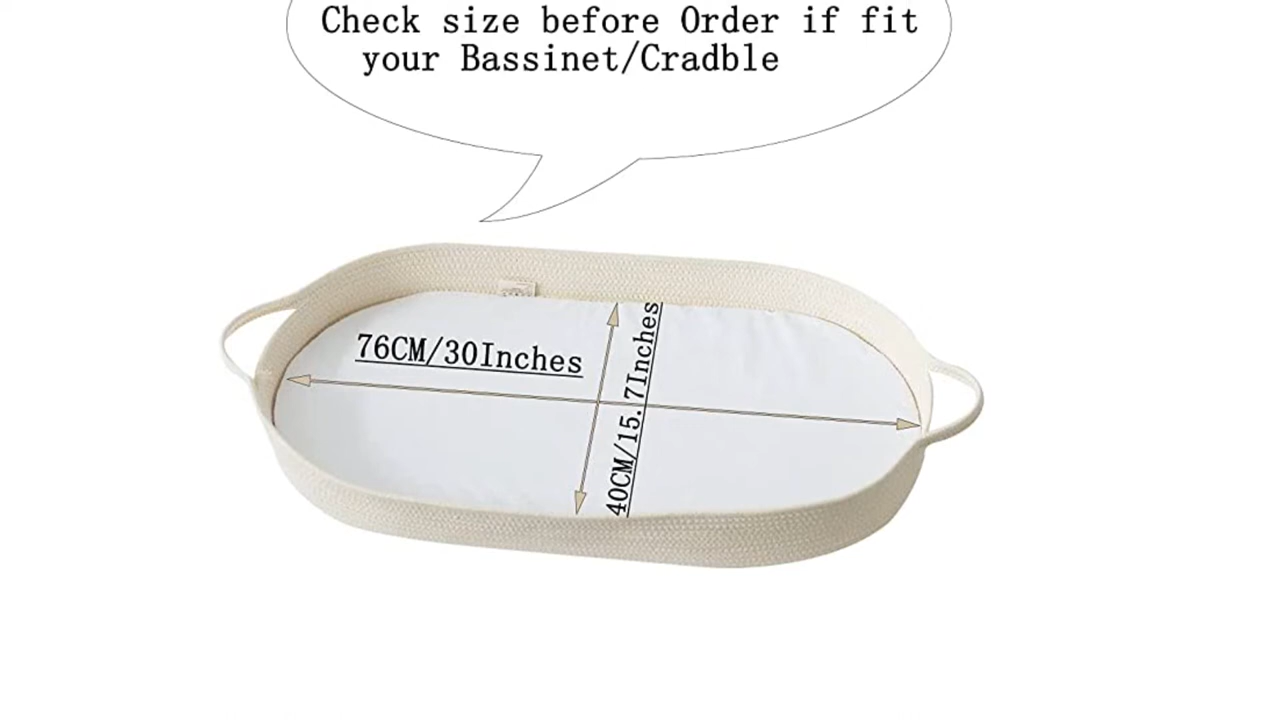 Check size before Order if fit
your Bassinet/Cradble
76CM/30Inches
40CM/15.7Inches